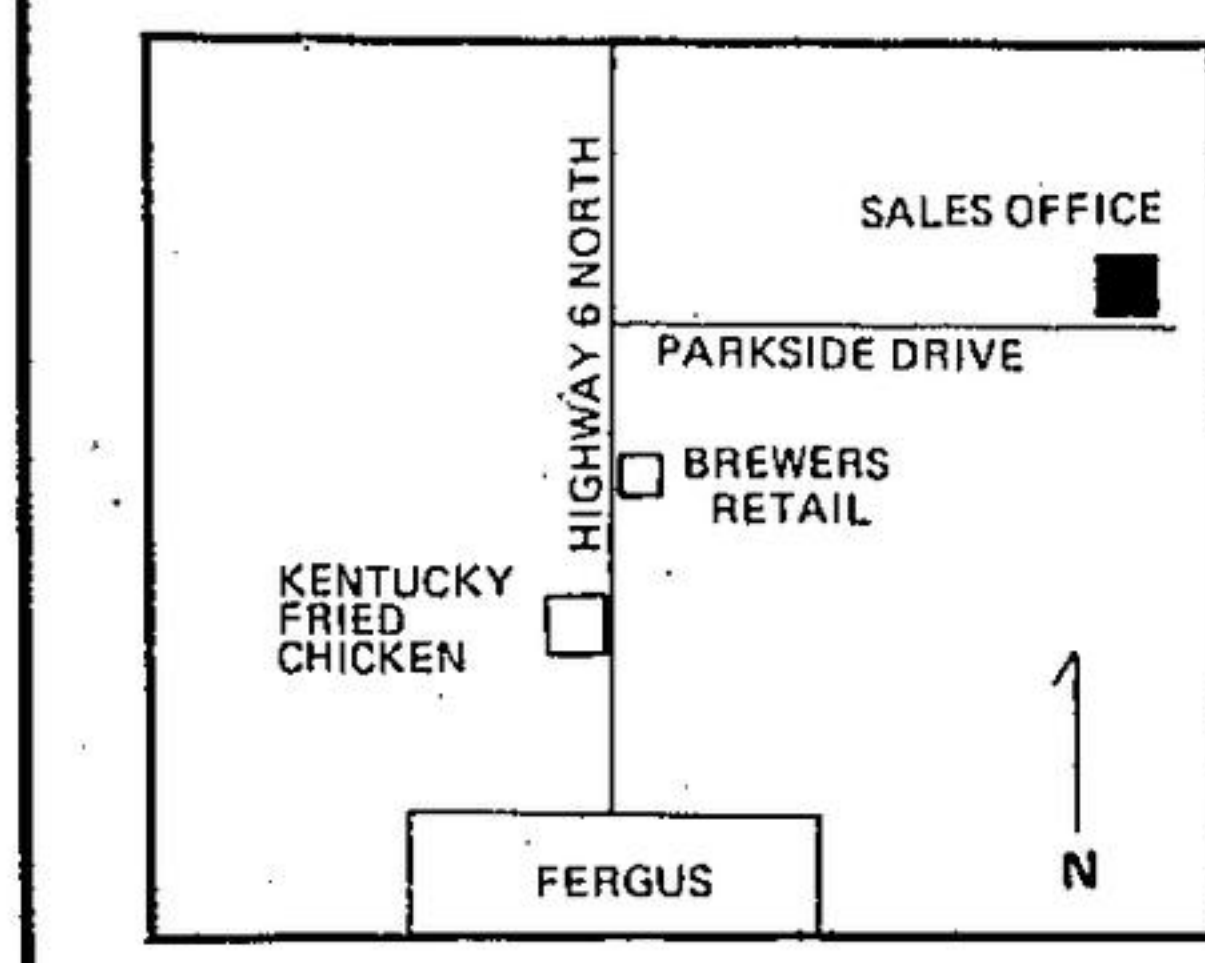 HIGHWAY 6 NORTH
SALES OFFICE
PARKSIDE DRIVE
BREWERS
RETAIL
KENTUCKY
FRIED
CHICKEN
FERGUS
N